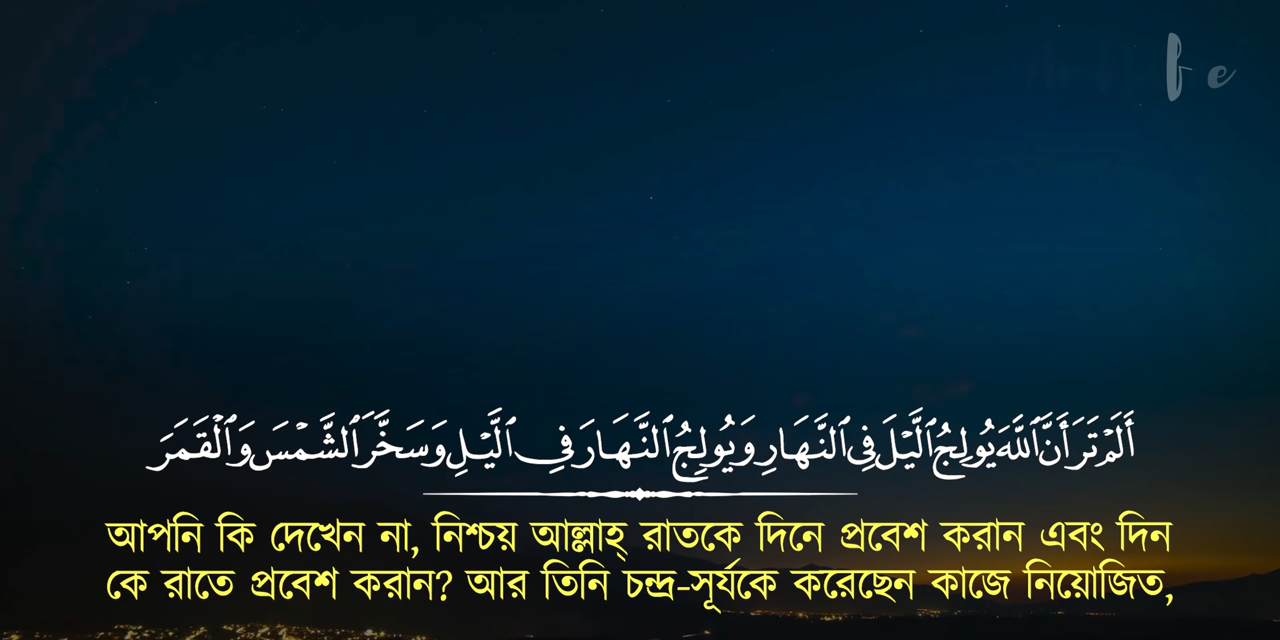 أَلَمْ تَرَ أَنَّ ٱللَّهَ يُولِجُ ٱلَّيْلَ فِى ٱلنَّهَارِ وَيُولِجُ ٱلنَّهَارَ فِى ٱلَّيْلِ وَسَخَّرَ ٱلشَّمْسَ وَٱلْقَمَرَ
আপনি কি দেখেন না, নিশ্চয় আল্লাহ্ রাতকে দিনে প্রবেশ করান এবং দিন
কে রাতে প্রবেশ করান? আর তিনি চন্দ্র-সূর্যকে করেছেন কাজে নিয়োজিত,